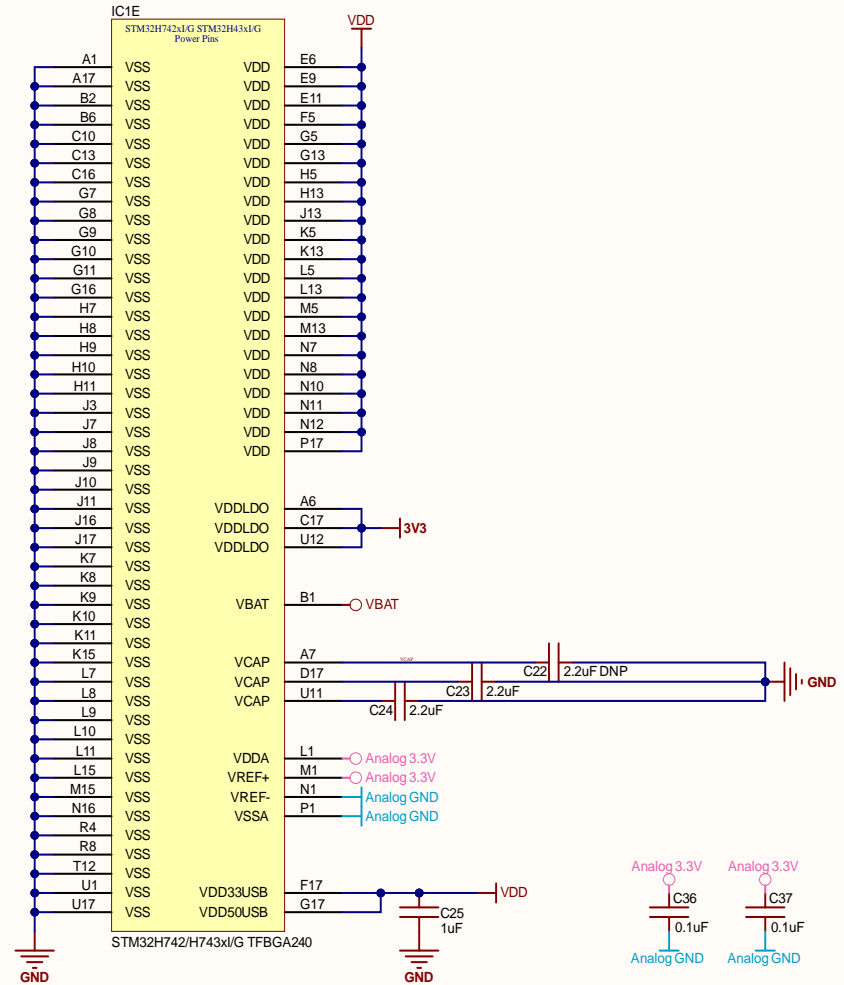 IC1E
STM32H742xI/G STM32H43xI/G
Power Pins
VDD
A1 VSS VDD E6
A17 VSS VDD E9
B2 VSS VDD E11
B6 VSS VDD F5
C10 VSS VDD G5
C13 VSS VDD G13
C16 VSS VDD H5
G7 VSS VDD H13
G8 VSS VDD J13
G9 VSS VDD K5
G10 VSS VDD K13
G11 VSS VDD L5
G16 VSS VDD L13
H7 VSS VDD M5
H8 VSS VDD M13
H9 VSS VDD N7
H10 VSS VDD N8
H11 VSS VDD N10
J3 VSS VDD N11
J7 VSS VDD N12
J8 VSS VDD P17
J9 VSS
J10 VSS
J11 VSS VDDLDO A6
J16 VSS VDDLDO C17 3V3
J17 VSS VDDLDO U12
K7 VSS
K8 VSS
K9 VSS VBAT B1 VBAT
K10 VSS
K11 VSS
K15 VSS VCAP A7 VCAP C22 2.2uF DNP
L7 VSS VCAP D17 C23 2.2uF GND
L8 VSS VCAP U11 C24 2.2uF
L9 VSS
L10 VSS
L11 VSS VDDA L1 Analog 3.3V
L15 VSS VREF+ M1 Analog 3.3V
M15 VSS VREF- N1 Analog GND
N16 VSS VSSA P1 Analog GND
R4 VSS
R8 VSS
T12 VSS
U1 VSS VDD33USB F17 VDD
U17 VSS VDD50USB G17
C25
1uF
Analog 3.3V Analog 3.3V
C36 C37
0.1uF 0.1uF
Analog GND Analog GND
STM32H742/H743xI/G TFBGA240
GND GND